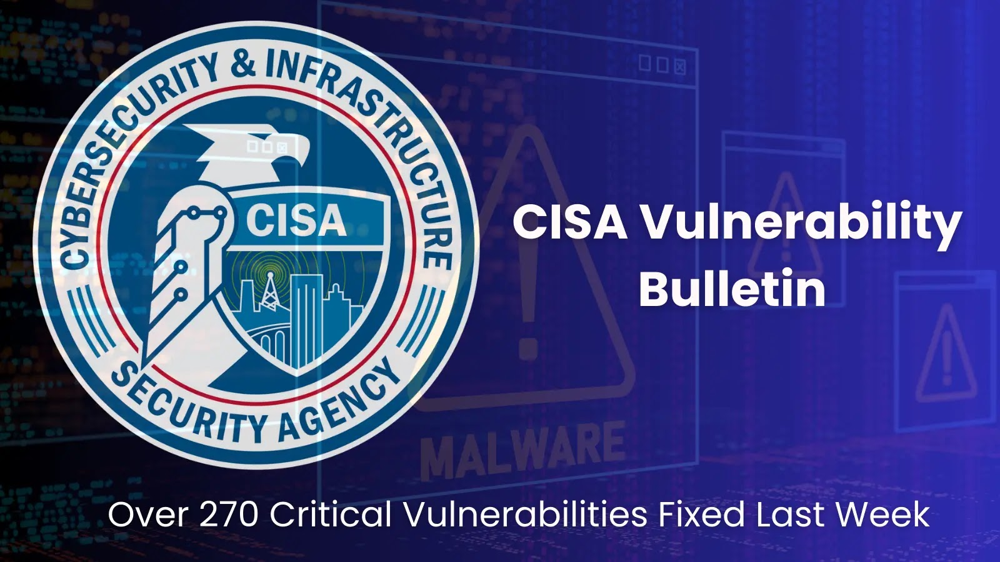 CYBERSECURITY & INFRASTRUCTURE
SECURITY AGENCY
CISA
CISA Vulnerability
Bulletin
MALWARE
Over 270 Critical Vulnerabilities Fixed Last Week